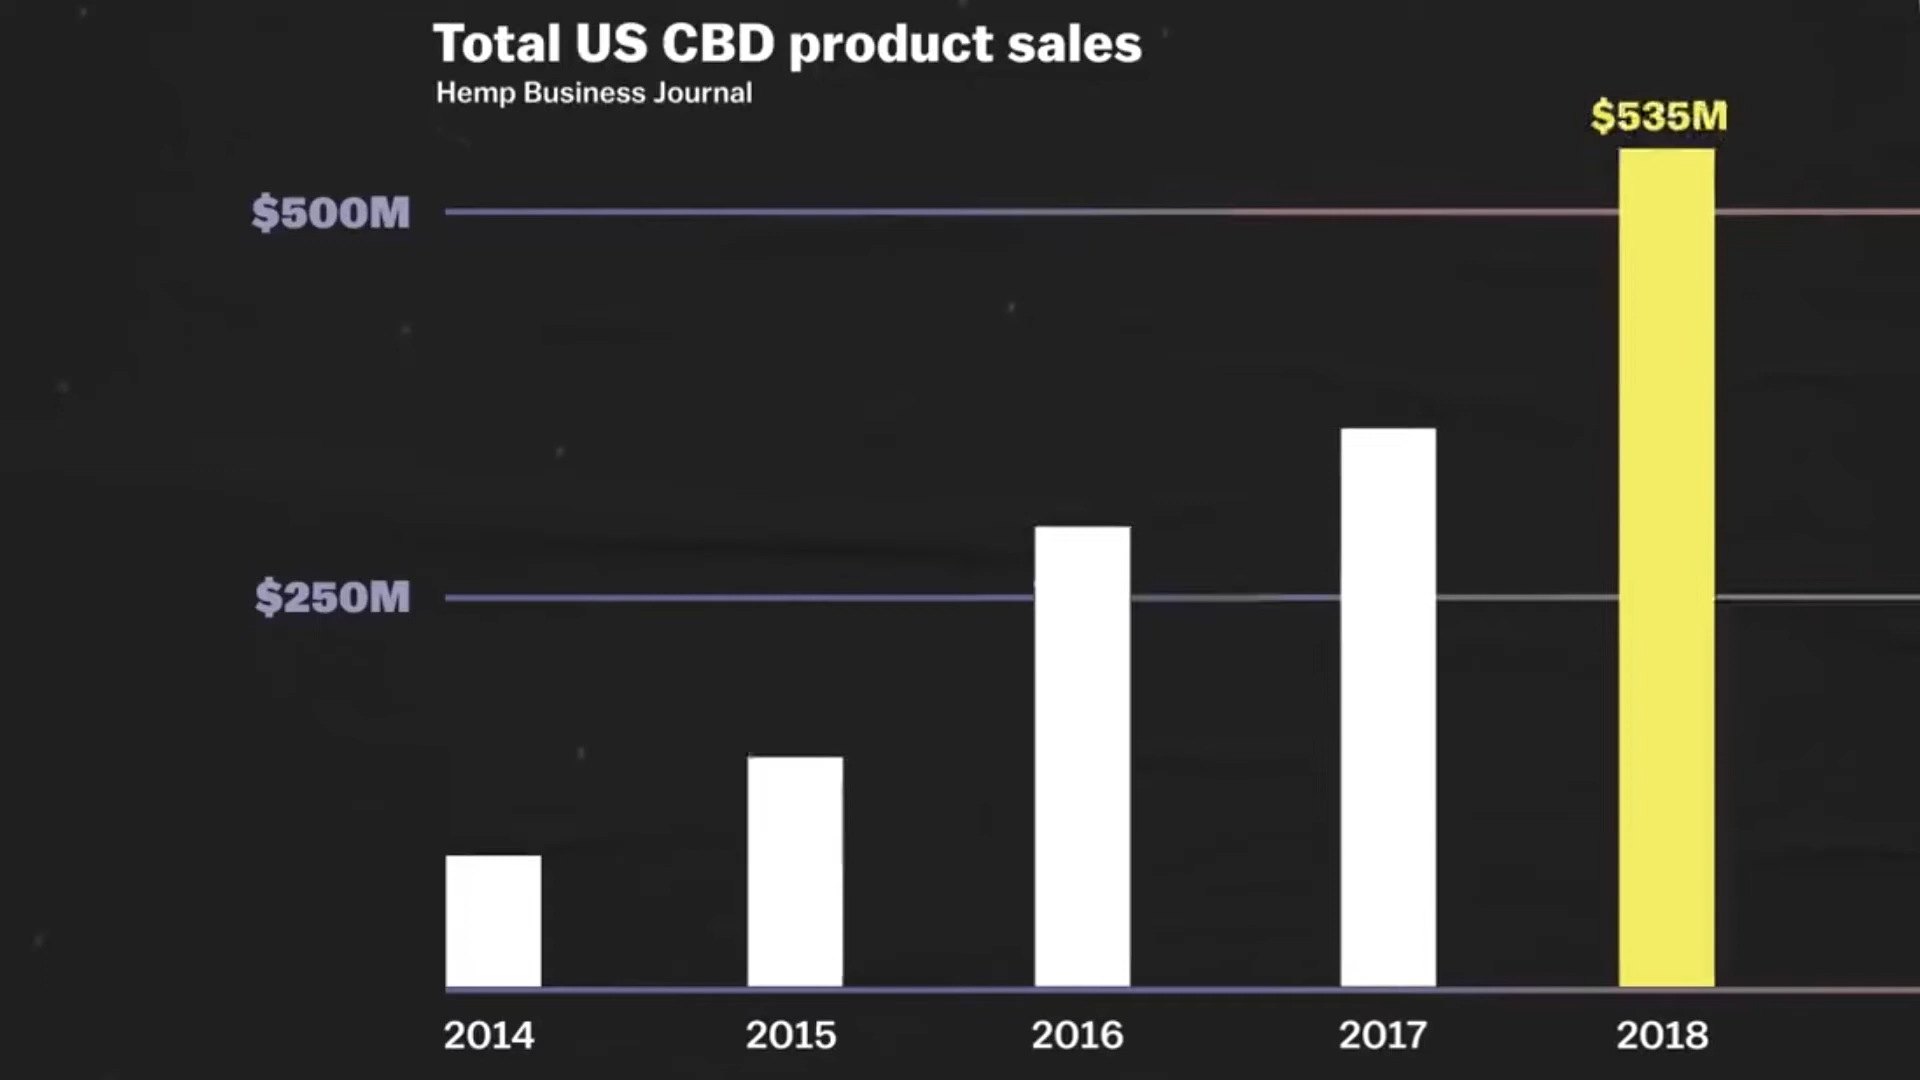 Total US CBD product sales
Hemp Business Journal
$535M
$500M
$250M
2014
2015
2016
2017
2018